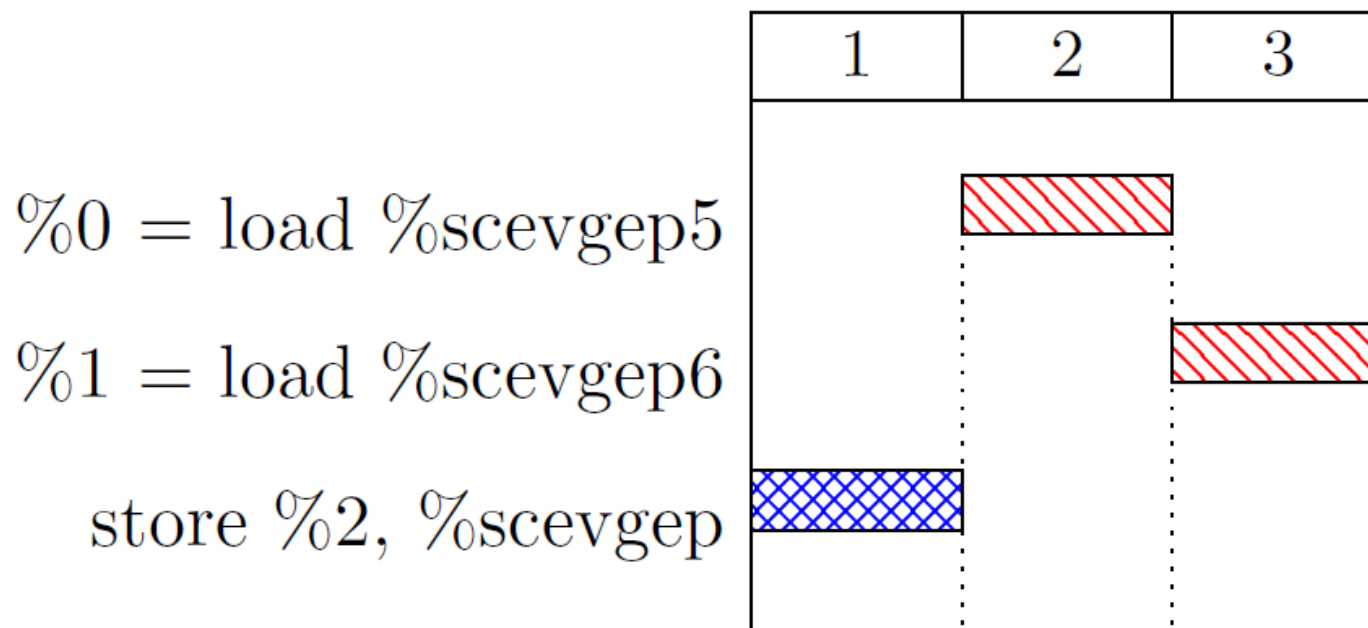 1 2 3
%0 = load %scevgep5
%1 = load %scevgep6
store %2, %scevgep